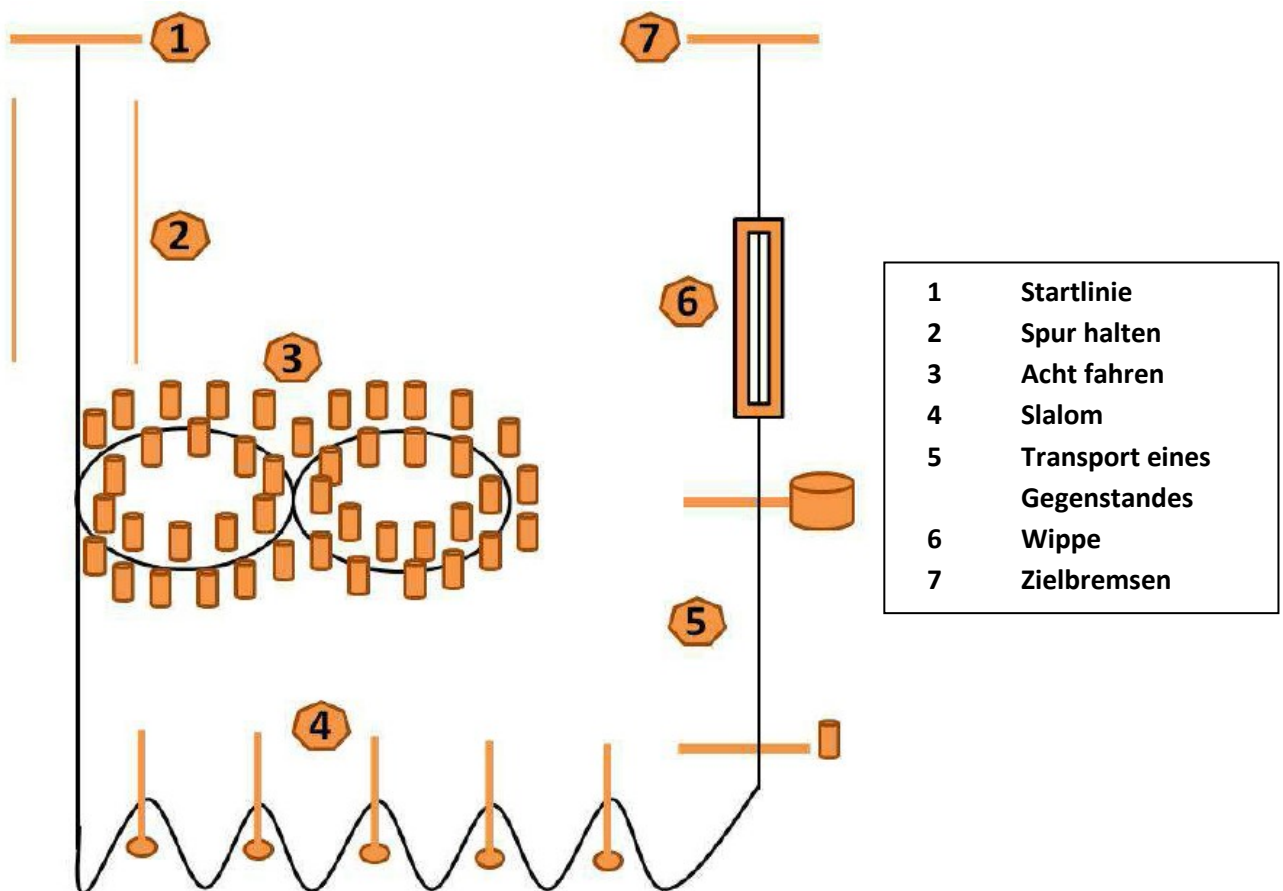 1
7
2
6
3
5
4
1 Startlinie
2 Spur halten
3 Acht fahren
4 Slalom
5 Transport eines
Gegenstandes
6 Wippe
7 Zielbremsen